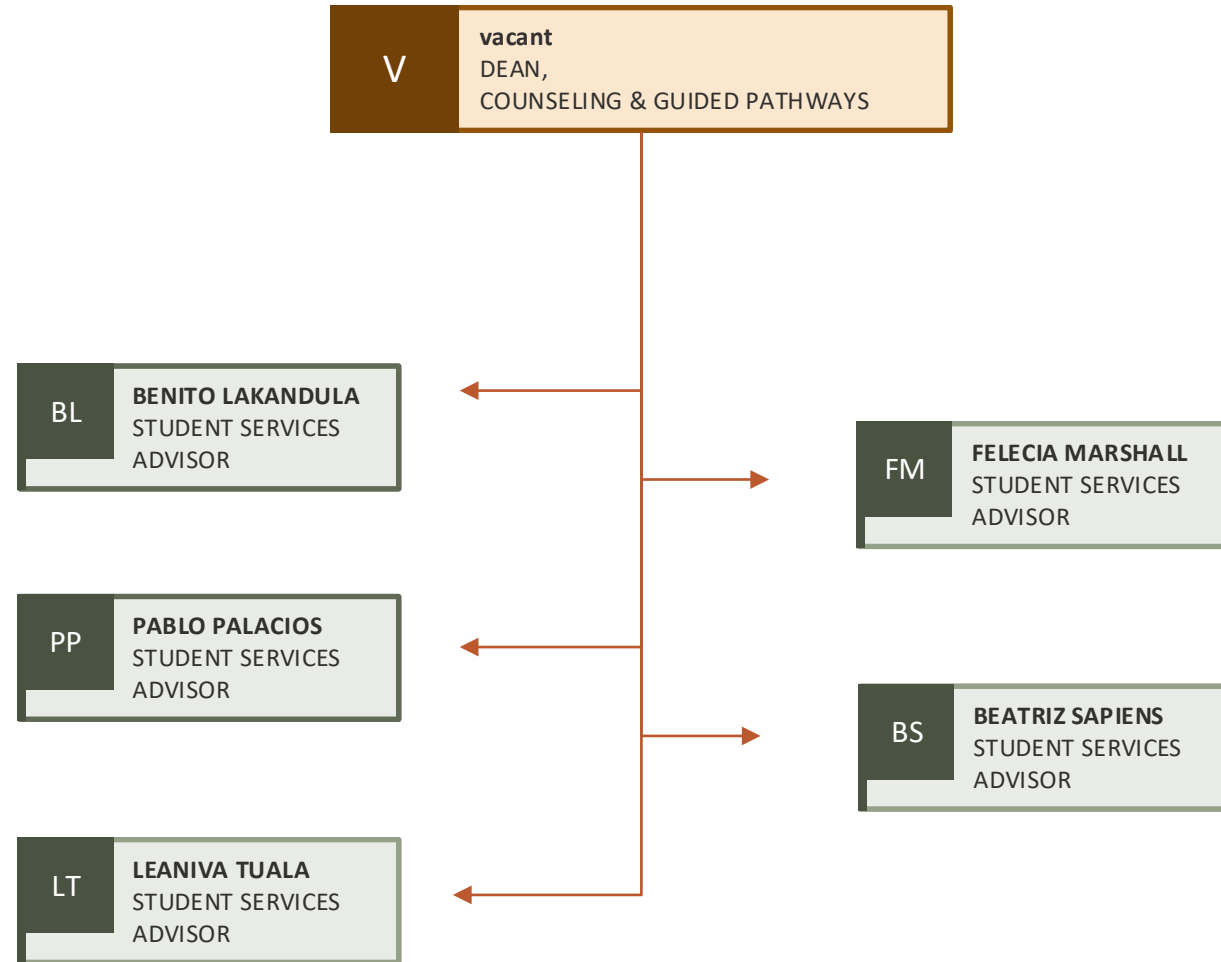 V
vacant
DEAN,
COUNSELING & GUIDED PATHWAYS
BL
BENITO LAKANDULA
STUDENT SERVICES
ADVISOR
FM
FELECIA MARSHALL
STUDENT SERVICES
ADVISOR
PP
PABLO PALACIOS
STUDENT SERVICES
ADVISOR
BS
BEATRIZ SAPIENS
STUDENT SERVICES
ADVISOR
LT
LEANIVA TUALA
STUDENT SERVICES
ADVISOR